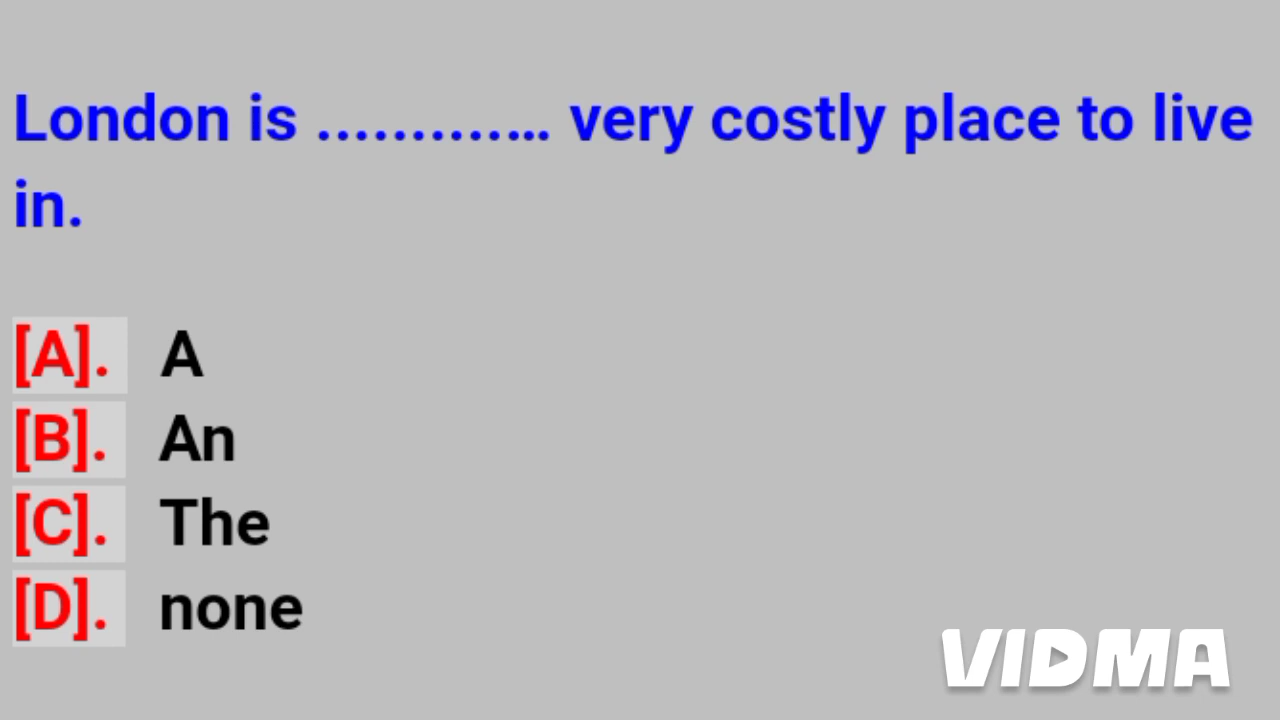 London is ............... very costly place to live
in.
[A]. A
[B]. An
[C]. The
[D]. none
VIDMA